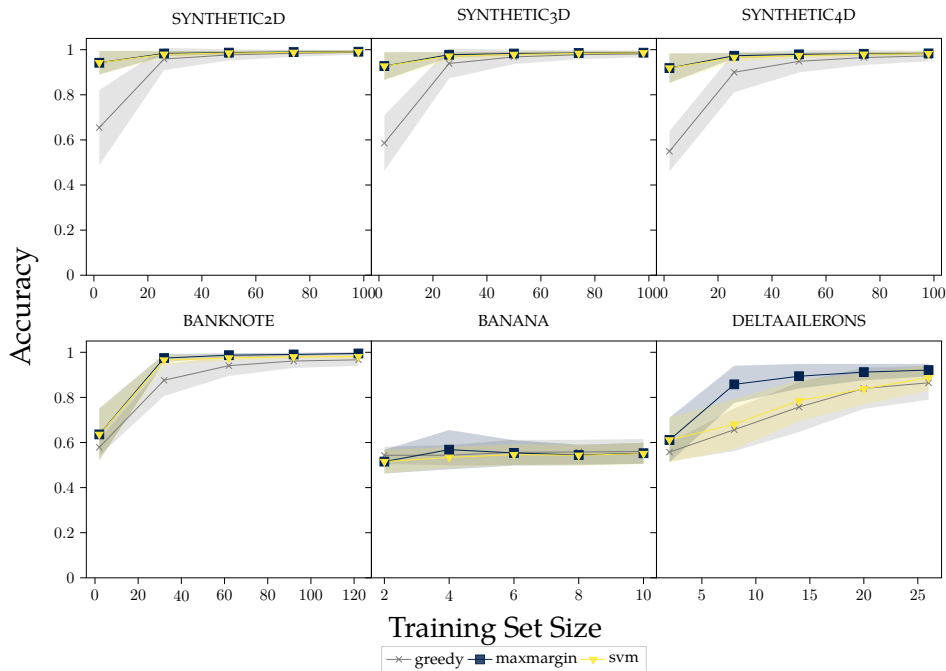 SYNTHETIC2D SYNTHETIC3D SYNTHETIC4D
1
0.8
0.6
0.4
0.2
0
0 20 40 60 80 100 0 20 40 60 80 100 0 20 40 60 80 100
Accuracy
BANKNOTE BANANA DELTAAILERONS
1
0.8
0.6
0.4
0.2
0
0 20 40 60 80 100 120 2 4 6 8 10 5 10 15 20 25
Training Set Size
greedy maxmargin svm